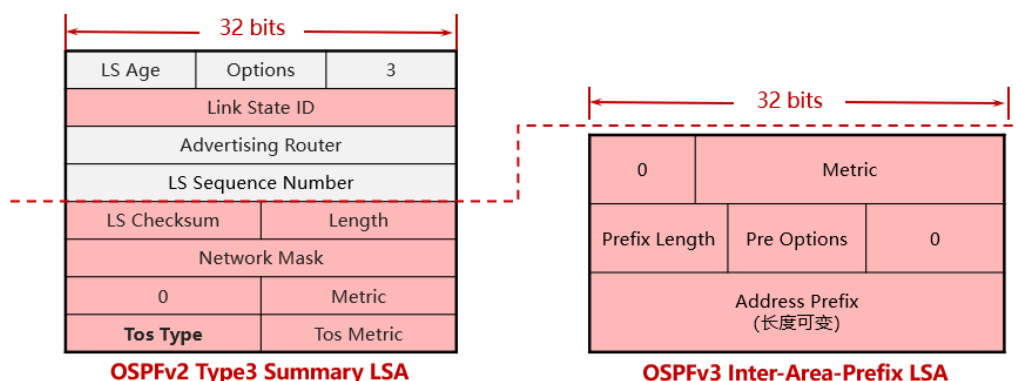 32 bits
LS Age Options 3
Link State ID
Advertising Router
LS Sequence Number
LS Checksum Length
Network Mask
0 Metric
Tos Type Tos Metric
OSPFv2 Type3 Summary LSA
32 bits
0 Metric
Prefix Length Pre Options 0
Address Prefix
(长度可变)
OSPFv3 Inter-Area-Prefix LSA